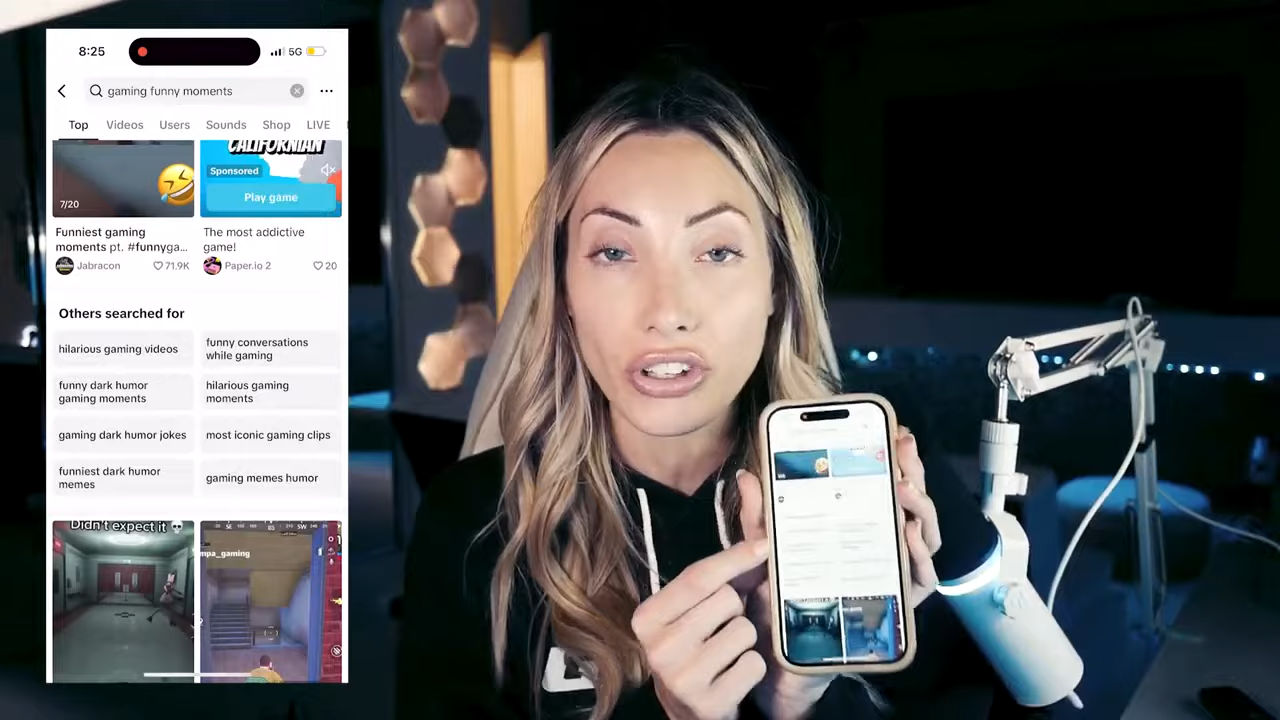 8:25
5G
gaming funny moments
Top Videos Users Sounds Shop LIVE
CALIFORNIAN
Sponsored
Play game
7/20
Funniest gaming
moments pt. #funnyga...
Jabracon
71.9K
The most addictive
game!
Paper.io 2
20
Others searched for
hilarious gaming videos
funny conversations
while gaming
funny dark humor
gaming moments
hilarious gaming
moments
gaming dark humor jokes
most iconic gaming clips
funniest dark humor
memes
gaming memes humor
Didn't expect it
mpa_gaming